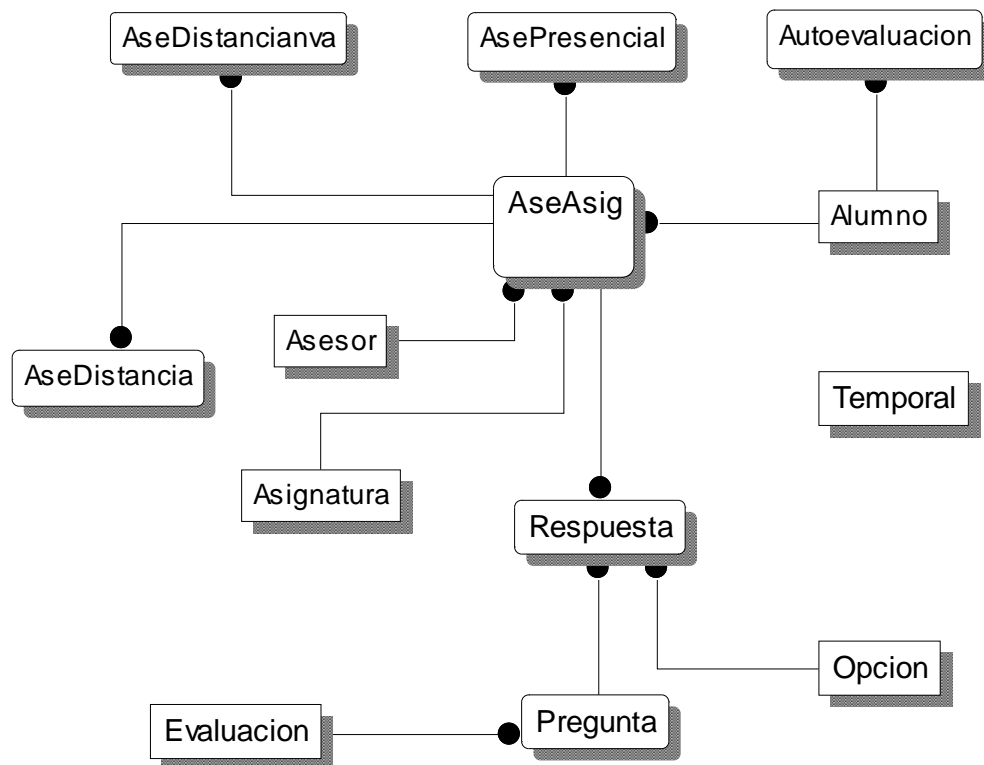 AseDistancianva
AsePresencial
Autoevaluacion
AseAsig
Alumno
Asesor
AseDistancia
Temporal
Asignatura
Respuesta
Opcion
Evaluacion
Pregunta